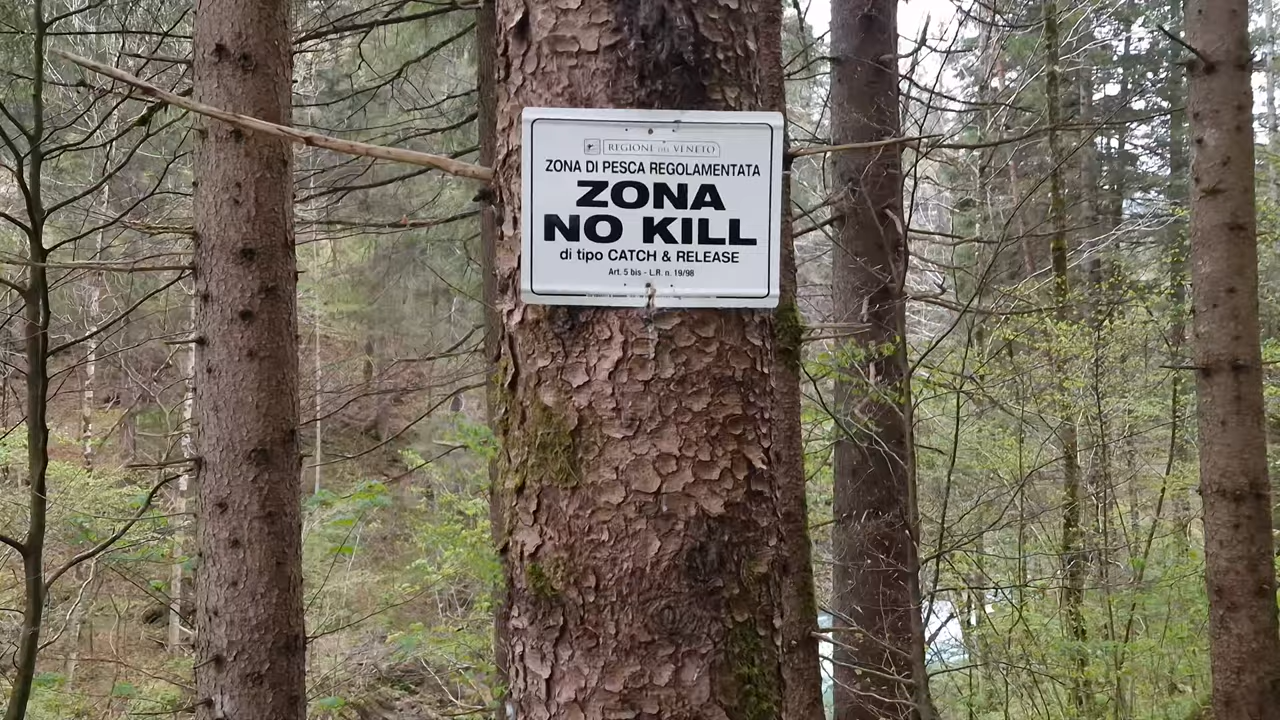 REGIONE DEL VENETO
ZONA DI PESCA REGOLAMENTATA
ZONA
NO KILL
di tipo CATCH & RELEASE
Art. 5 bis - L.R. n. 19/98